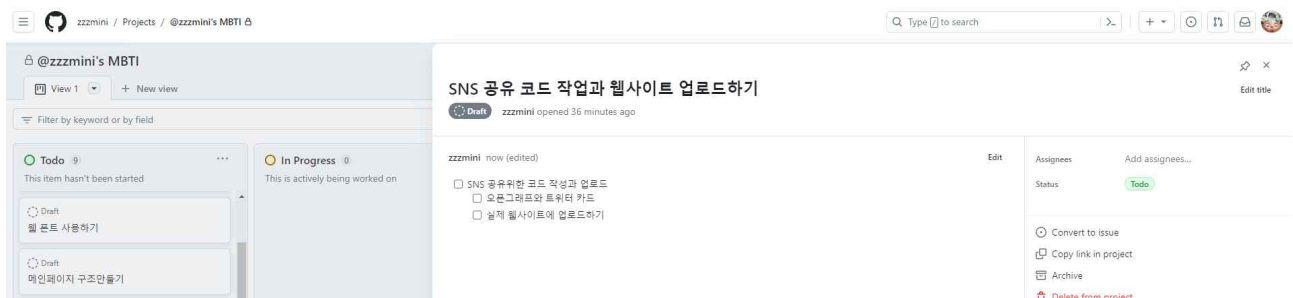 zzzmini / Projects / @zzzmini's MBTI
Type / to search
@zzzmini's MBTI
View 1
+ New view
Filter by keyword or by field
Todo 9
This item hasn't been started
Draft
웹 폰트 사용하기
Draft
메인페이지 구조만들기
In Progress 0
This is actively being worked on
SNS 공유 코드 작업과 웹사이트 업로드하기
Edit title
Draft zzzmini opened 36 minutes ago
zzzmini now (edited)
Edit
SNS 공유위한 코드 작성과 업로드
오픈그래프와 트위터 카드
실제 웹사이트에 업로드하기
Assignees Add assignees...
Status Todo
Convert to issue
Copy link in project
Archive
Delete from project